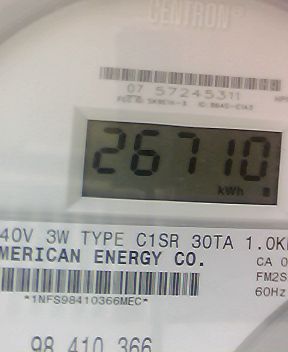 CENTRON®
07 57245311
26710
kWh
40V 3W TYPE C1SR 30TA 1.0K
MERICAN ENERGY CO.
CA 0
FM2S
60Hz
*1NFS98410366MEC*
98 410 366